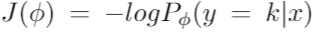 J(ϕ) = −logP_ϕ(y = k|x)